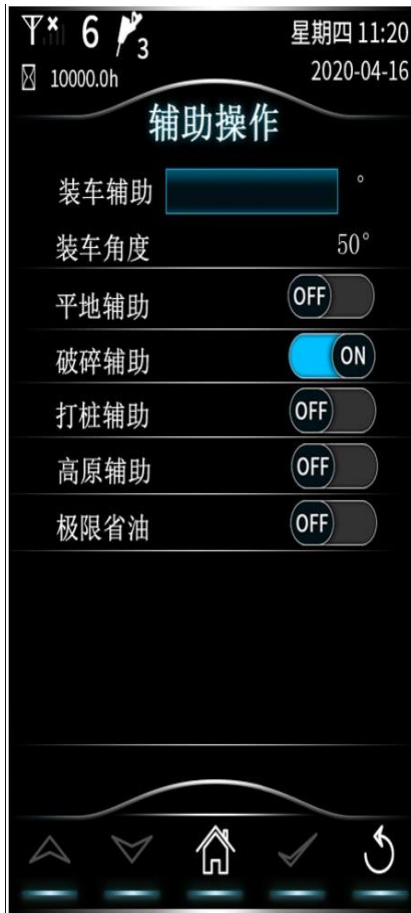 6 3 星期四 11:20
10000.0h 2020-04-16
辅助操作
装车辅助 °
装车角度 50°
平地辅助 OFF
破碎辅助 ON
打桩辅助 OFF
高原辅助 OFF
极限省油 OFF